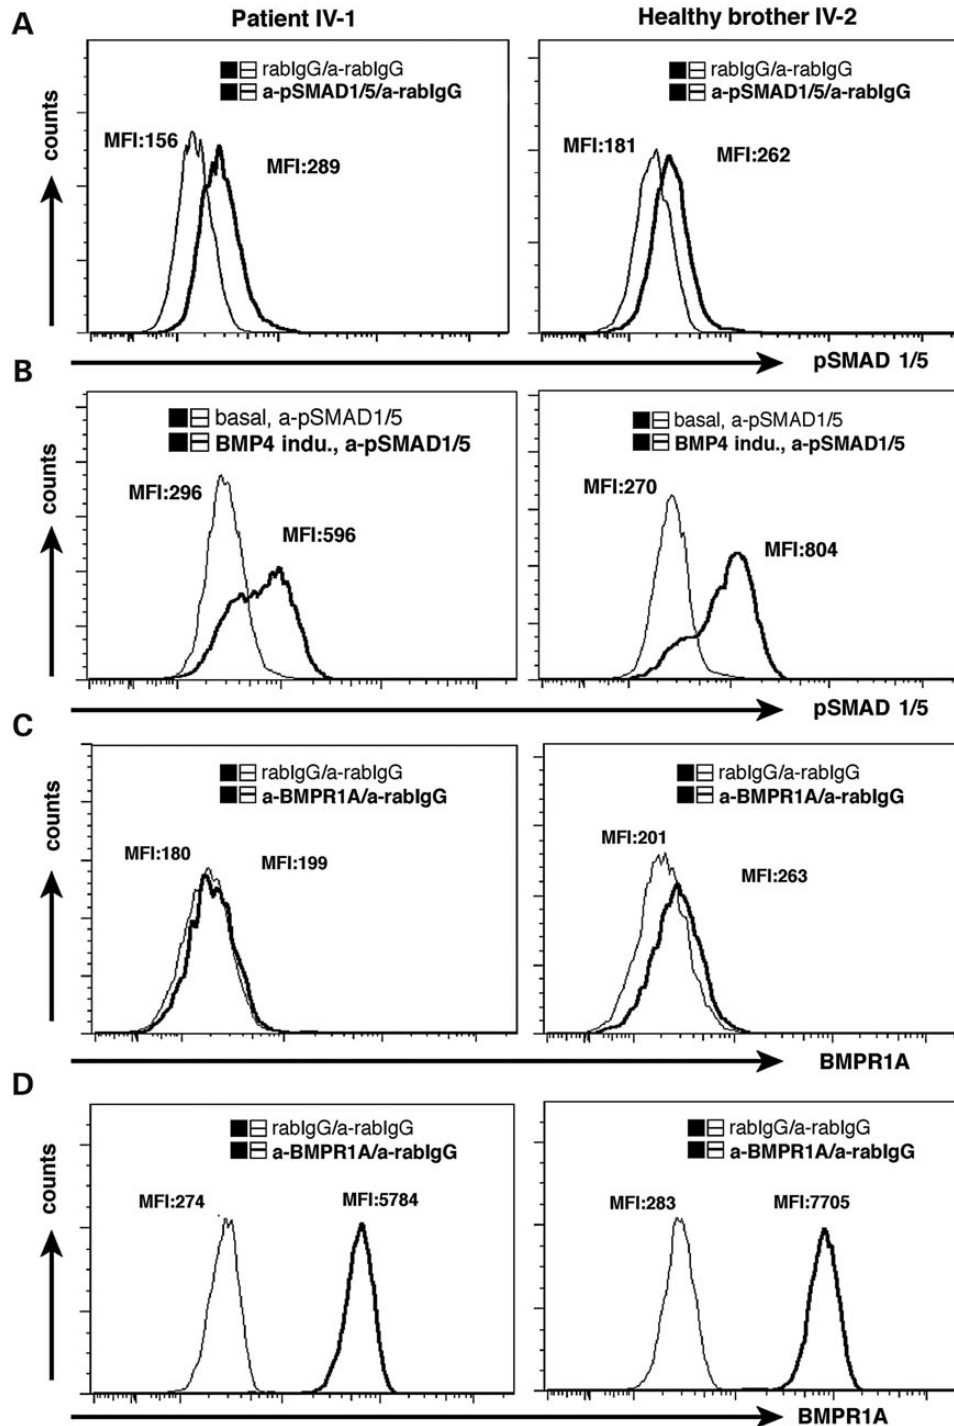 A
Patient IV-1
Healthy brother IV-2
counts
rabIgG/a-rabIgG
a-pSMAD1/5/a-rabIgG
MFI:156
MFI:289
rabIgG/a-rabIgG
a-pSMAD1/5/a-rabIgG
MFI:181
MFI:262
pSMAD 1/5
B
counts
basal, a-pSMAD1/5
BMP4 indu., a-pSMAD1/5
MFI:296
MFI:596
basal, a-pSMAD1/5
BMP4 indu., a-pSMAD1/5
MFI:270
MFI:804
pSMAD 1/5
C
counts
rabIgG/a-rabIgG
a-BMPR1A/a-rabIgG
MFI:180
MFI:199
rabIgG/a-rabIgG
a-BMPR1A/a-rabIgG
MFI:201
MFI:263
BMPR1A
D
counts
rabIgG/a-rabIgG
a-BMPR1A/a-rabIgG
MFI:274
MFI:5784
rabIgG/a-rabIgG
a-BMPR1A/a-rabIgG
MFI:283
MFI:7705
BMPR1A